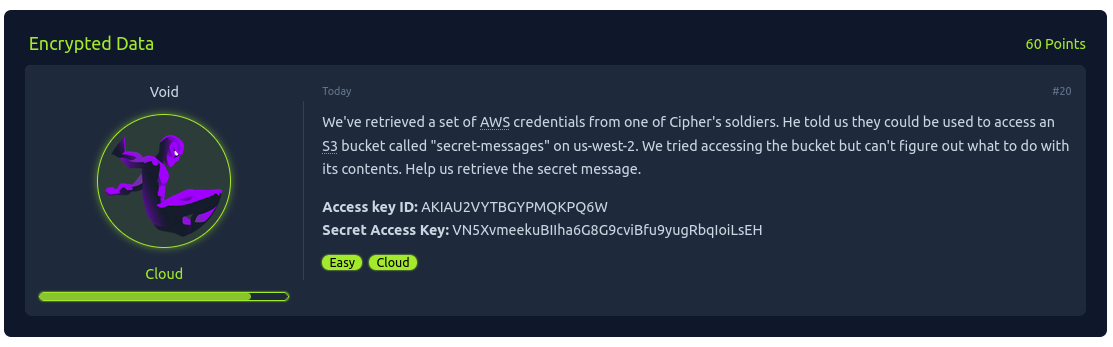 Encrypted Data
60 Points
Void
Cloud
Today
#20
We've retrieved a set of AWS credentials from one of Cipher's soldiers. He told us they could be used to access an
S3 bucket called "secret-messages" on us-west-2. We tried accessing the bucket but can't figure out what to do with
its contents. Help us retrieve the secret message.
Access key ID: AKIAU2VYTBGYPMQKPQ6W
Secret Access Key: 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
Easy
Cloud